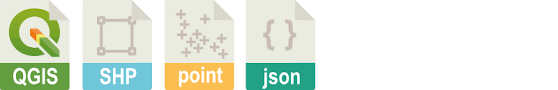 QGIS
SHP
point
{ }
json